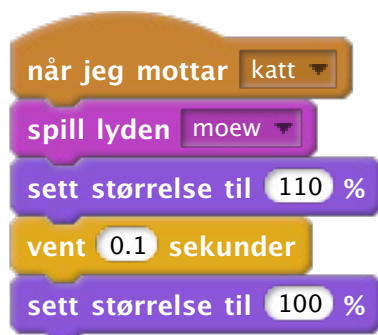 når jeg mottar katt
spill lyden moew
sett størrelse til 110 %
vent 0.1 sekunder
sett størrelse til 100 %